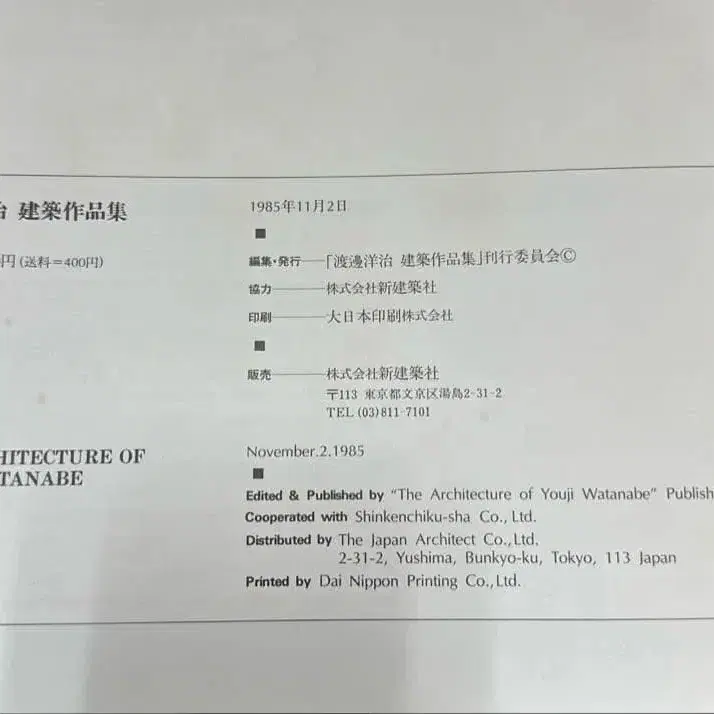 治 建築作品集
円(送料=400円)
1985年11月2日
■
編集・発行──「渡邊洋治 建築作品集」刊行委員会©
協力────株式会社新建築社
印刷────大日本印刷株式会社
■
販売────株式会社新建築社
〒113 東京都文京区湯島2-31-2
TEL (03)811-7101
HITECTURE OF
TANABE
November.2.1985
■
Edited & Published by "The Architecture of Youji Watanabe" Publish
Cooperated with Shinkenchiku-sha Co., Ltd.
Distributed by The Japan Architect Co., Ltd.
2-31-2, Yushima, Bunkyo-ku, Tokyo, 113 Japan
Printed by Dai Nippon Printing Co., Ltd.